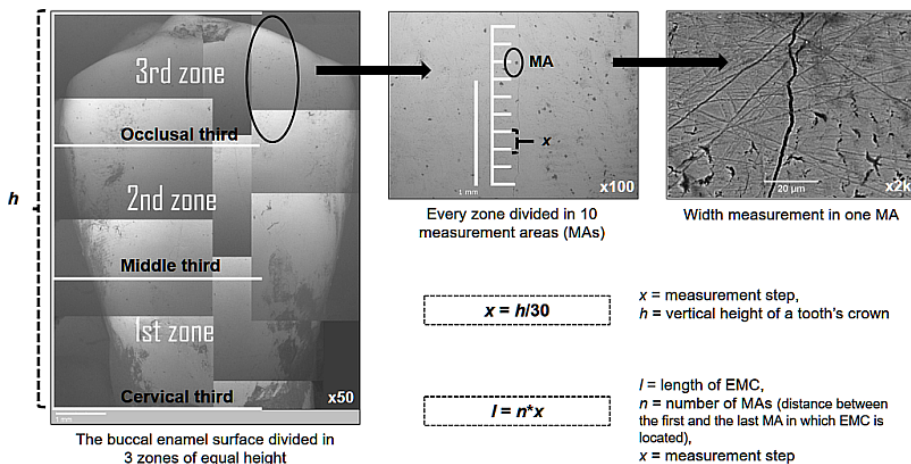 h
3rd zone
Occlusal third
2nd zone
Middle third
1st zone
Cervical third
x50
1 mm
The buccal enamel surface divided in
3 zones of equal height
MA
x
1 mm
x100
Every zone divided in 10
measurement areas (MAs)
20 µm
x2k
Width measurement in one MA
x = h/30
x = measurement step,
h = vertical height of a tooth's crown
l = n*x
l = length of EMC,
n = number of MAs (distance between
the first and the last MA in which EMC is
located),
x = measurement step